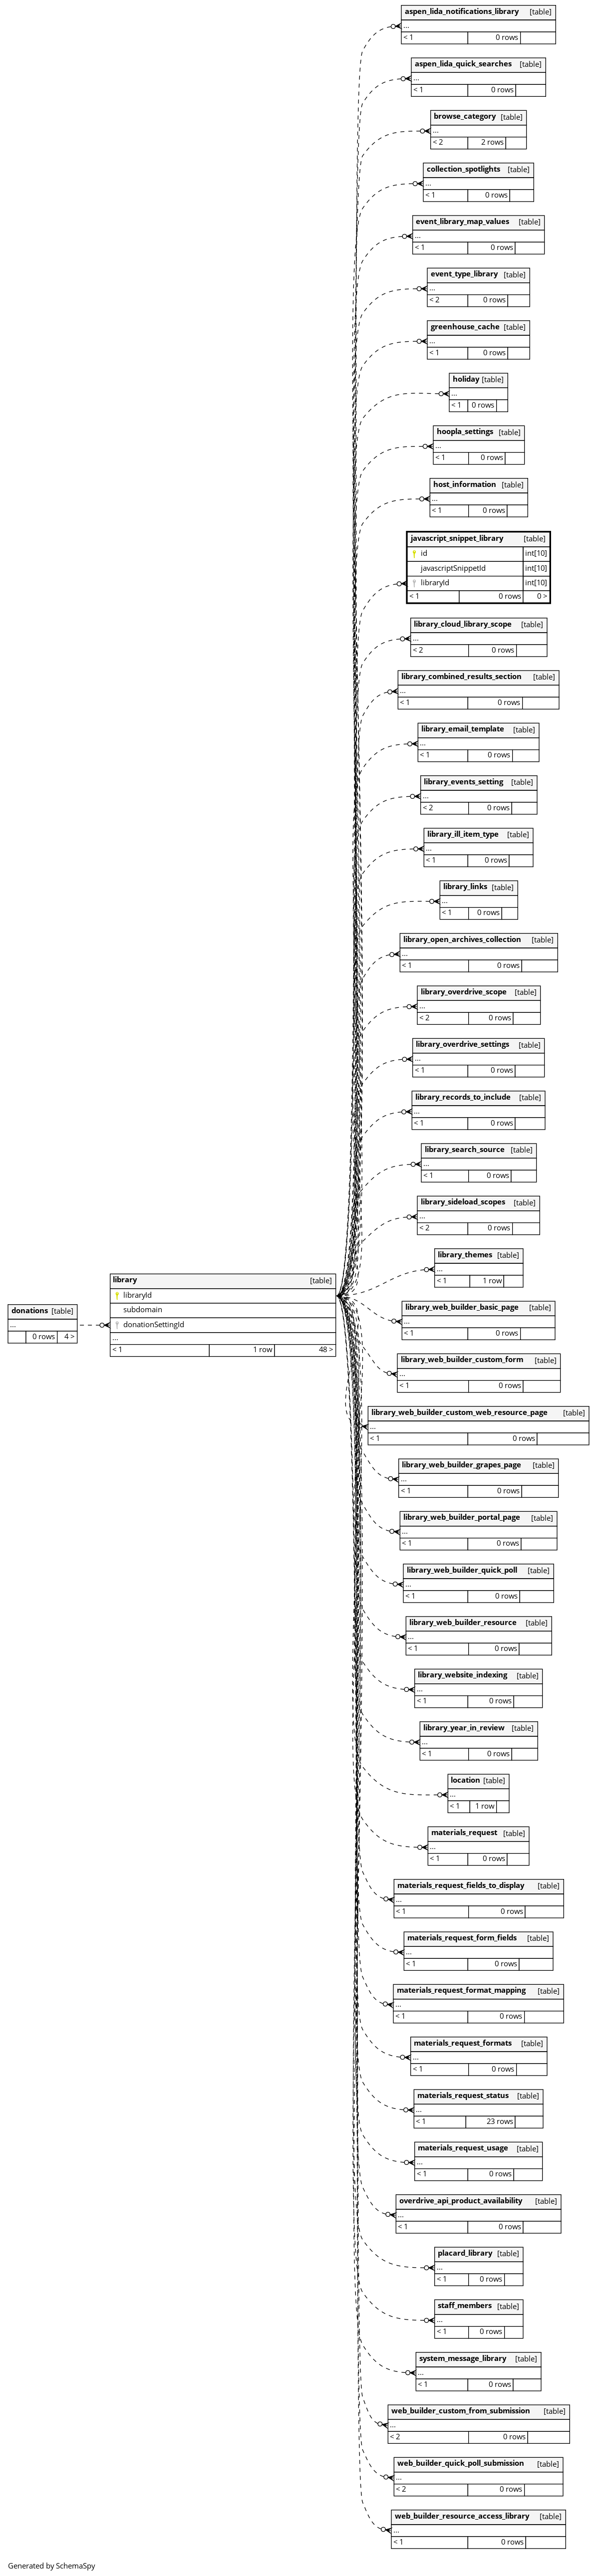 aspen_lida_notifications_library [table]
...
< 1 0 rows
aspen_lida_quick_searches [table]
...
< 1 0 rows
browse_category [table]
...
< 2 2 rows
collection_spotlights [table]
...
< 1 0 rows
event_library_map_values [table]
...
< 1 0 rows
event_type_library [table]
...
< 2 0 rows
greenhouse_cache [table]
...
< 1 0 rows
holiday [table]
...
< 1 0 rows
hoopla_settings [table]
...
< 1 0 rows
host_information [table]
...
< 1 0 rows
javascript_snippet_library [table]
id int[10]
javascriptSnippetId int[10]
libraryId int[10]
< 1 0 rows 0 >
library_cloud_library_scope [table]
...
< 2 0 rows
library_combined_results_section [table]
...
< 1 0 rows
library_email_template [table]
...
< 1 0 rows
library_events_setting [table]
...
< 2 0 rows
library_ill_item_type [table]
...
< 1 0 rows
library_links [table]
...
< 1 0 rows
library_open_archives_collection [table]
...
< 1 0 rows
library_overdrive_scope [table]
...
< 2 0 rows
library_overdrive_settings [table]
...
< 1 0 rows
library_records_to_include [table]
...
< 1 0 rows
library_search_source [table]
...
< 1 0 rows
library_sideload_scopes [table]
...
< 2 0 rows
library_themes [table]
...
< 1 1 row
donations [table]
...
0 rows 4 >
library [table]
libraryId
subdomain
donationSettingId
...
< 1 1 row 48 >
library_web_builder_basic_page [table]
...
< 1 0 rows
library_web_builder_custom_form [table]
...
< 1 0 rows
library_web_builder_custom_web_resource_page [table]
...
< 1 0 rows
library_web_builder_grapes_page [table]
...
< 1 0 rows
library_web_builder_portal_page [table]
...
< 1 0 rows
library_web_builder_quick_poll [table]
...
< 1 0 rows
library_web_builder_resource [table]
...
< 1 0 rows
library_website_indexing [table]
...
< 1 0 rows
library_year_in_review [table]
...
< 1 0 rows
location [table]
...
< 1 1 row
materials_request [table]
...
< 1 0 rows
materials_request_fields_to_display [table]
...
< 1 0 rows
materials_request_form_fields [table]
...
< 1 0 rows
materials_request_format_mapping [table]
...
< 1 0 rows
materials_request_formats [table]
...
< 1 0 rows
materials_request_status [table]
...
< 1 23 rows
materials_request_usage [table]
...
< 1 0 rows
overdrive_api_product_availability [table]
...
< 1 0 rows
placard_library [table]
...
< 1 0 rows
staff_members [table]
...
< 1 0 rows
system_message_library [table]
...
< 1 0 rows
web_builder_custom_from_submission [table]
...
< 2 0 rows
web_builder_quick_poll_submission [table]
...
< 2 0 rows
web_builder_resource_access_library [table]
...
< 1 0 rows
Generated by SchemaSpy